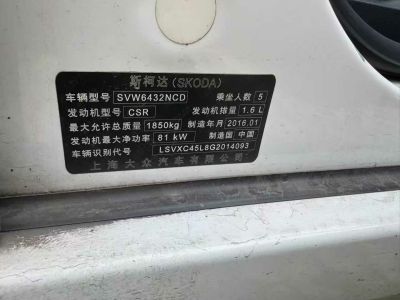 斯柯达(SKODA)
车辆型号 SVW6432NCD 乘坐人数 5
发动机型号 CSR 发动机排量 1.6 L
最大允许总质量 1850kg 制造年月 2016.01
发动机最大净功率 81 kW 制造国 中国
车辆识别代号 LSVXC45L8G2014093
上海大众汽车有限公司